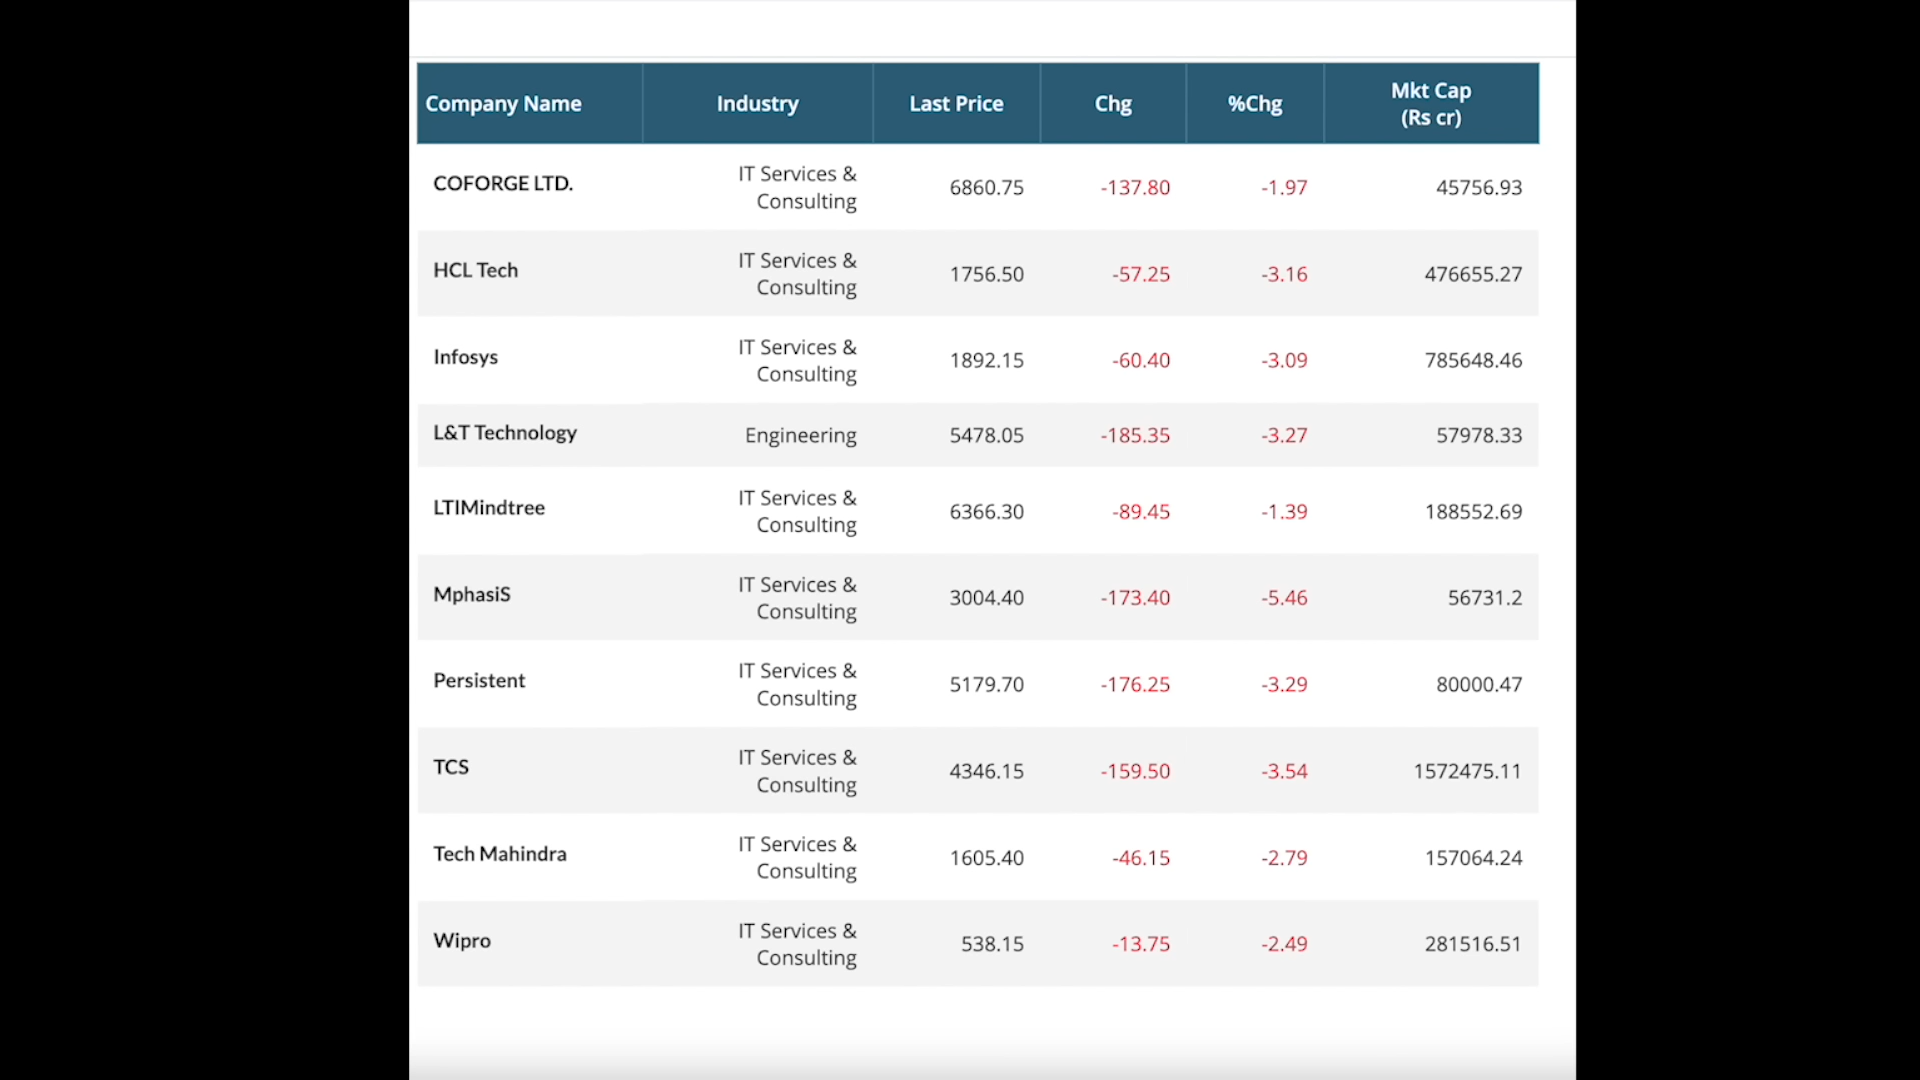 Company Name Industry Last Price Chg %Chg Mkt Cap
(Rs cr)
COFORGE LTD. IT Services &
Consulting 6860.75 -137.80 -1.97 45756.93
HCL Tech IT Services &
Consulting 1756.50 -57.25 -3.16 476655.27
Infosys IT Services &
Consulting 1892.15 -60.40 -3.09 785648.46
L&T Technology Engineering 5478.05 -185.35 -3.27 57978.33
LTIMindtree IT Services &
Consulting 6366.30 -89.45 -1.39 188552.69
MphasiS IT Services &
Consulting 3004.40 -173.40 -5.46 56731.2
Persistent IT Services &
Consulting 5179.70 -176.25 -3.29 80000.47
TCS IT Services &
Consulting 4346.15 -159.50 -3.54 1572475.11
Tech Mahindra IT Services &
Consulting 1605.40 -46.15 -2.79 157064.24
Wipro IT Services &
Consulting 538.15 -13.75 -2.49 281516.51